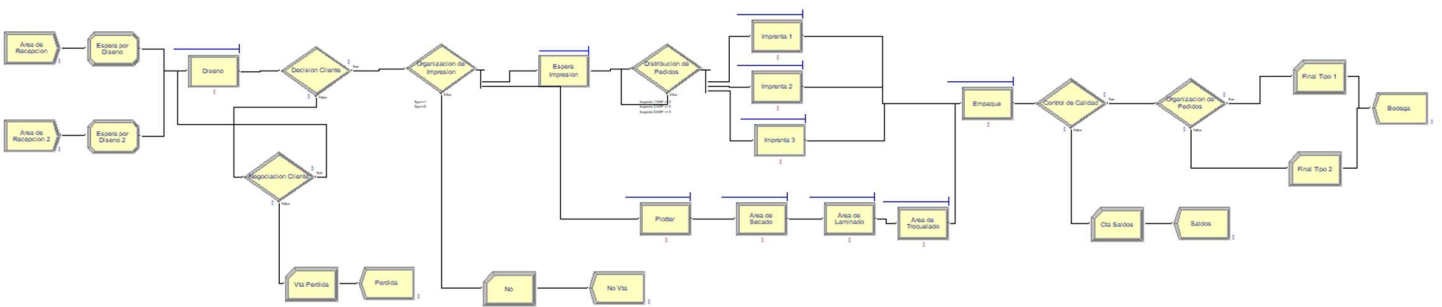 Area de
Recepcion
Espera por
Diseno
Diseno
Decision Cliente
True
False
Organizacion de
Impresion
Else
Espera
Impresion
Distribucion de
Pedidos
Else
Imprenta 1
Imprenta 2
Imprenta 3
Area de
Recepcion 2
Espera por
Diseno 2
Negociacion Cliente
True
False
Vta Perdida
Perdida
No
No Vta
Plotter
Area de
Secado
Area de
Laminado
Area de
Troquelado
Empaque
Control de Calidad
True
False
Organizacion de
Pedidos
True
False
Final Tipo 1
Final Tipo 2
Bodega
Cta Saldos
Saldos